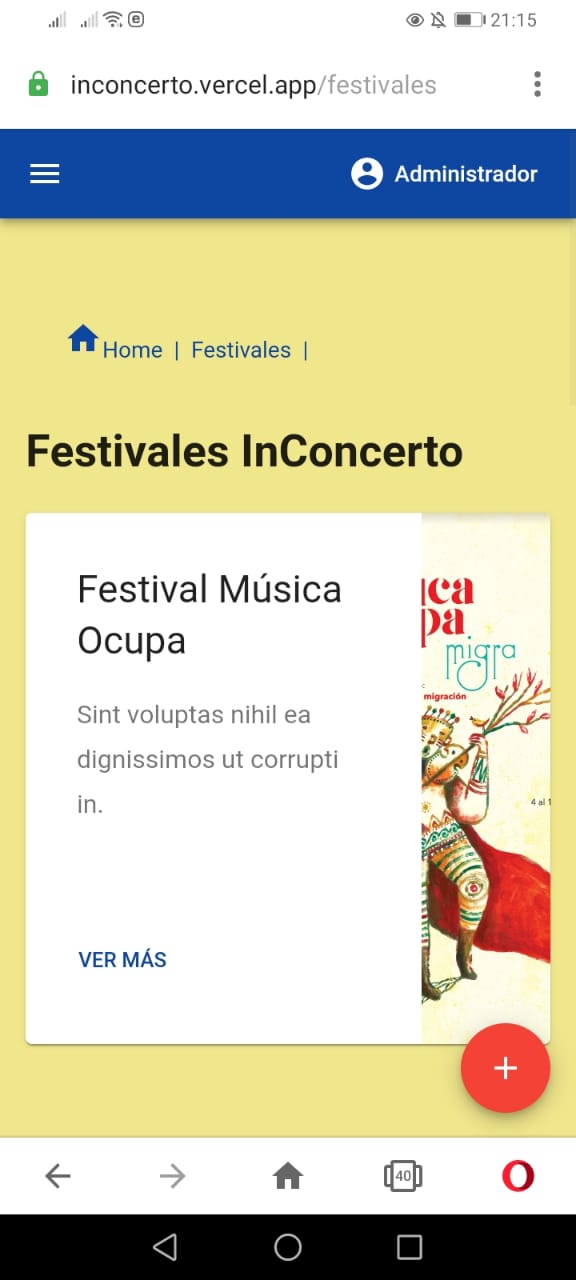 21:15
inconcerto.vercel.app/festivales
Administrador
Home | Festivales |
Festivales InConcerto
Festival Música
Ocupa
Sint voluptas nihil ea
dignissimos ut corrupti
in.
VER MÁS
ica
pa
migra
migración
4 al 1
+
40